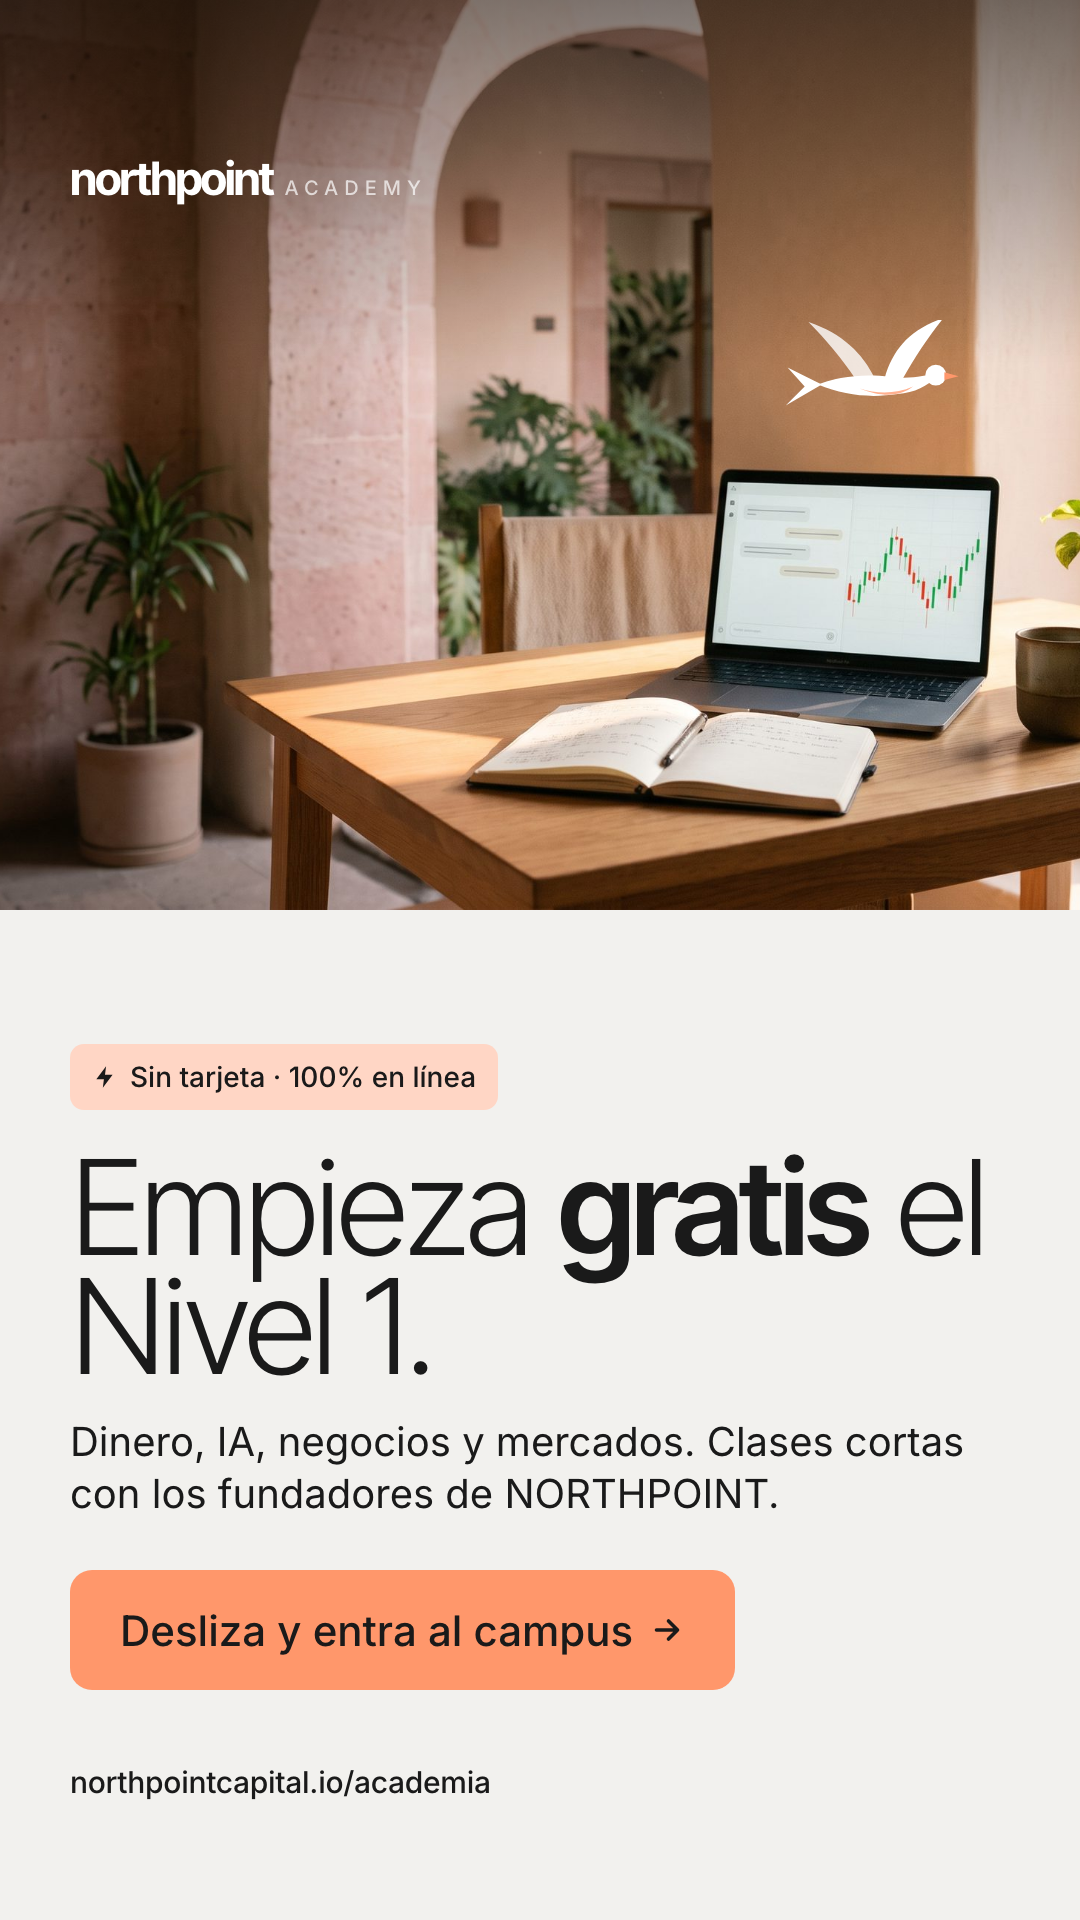 northpoint ACADEMY
Sin tarjeta · 100% en línea
Empieza gratis el
Nivel 1.
Dinero, IA, negocios y mercados. Clases cortas
con los fundadores de NORTHPOINT.
Desliza y entra al campus →
northpointcapital.io/academia